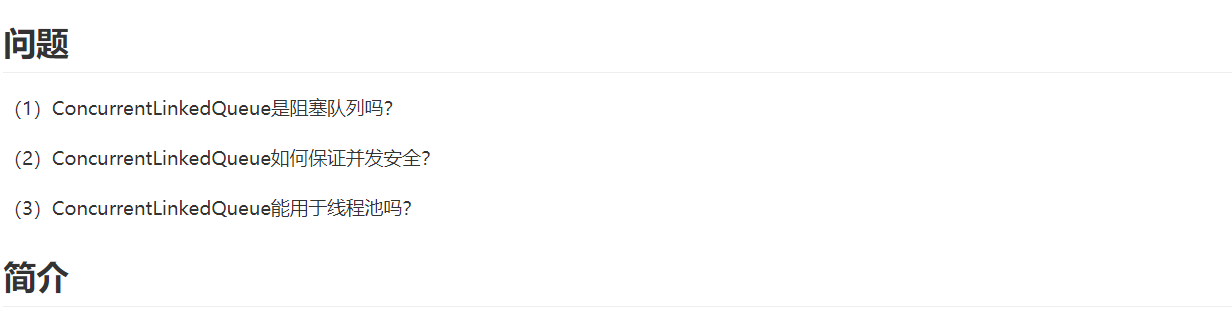 问题
（1）ConcurrentLinkedQueue是阻塞队列吗？
（2）ConcurrentLinkedQueue如何保证并发安全？
（3）ConcurrentLinkedQueue能用于线程池吗？
简介